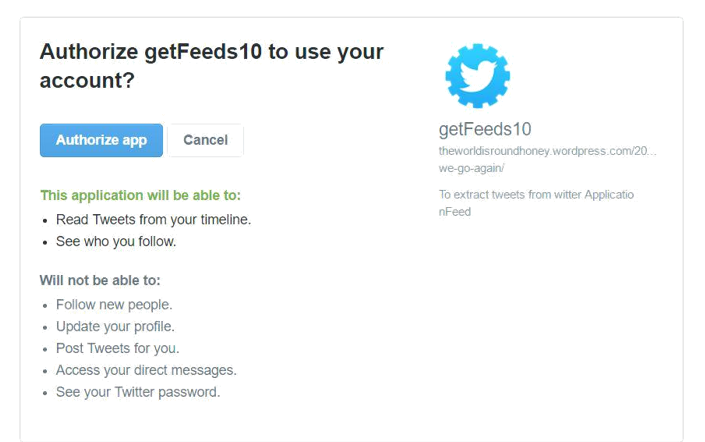 Authorize getFeeds10 to use your
account?
Authorize app
Cancel
This application will be able to:
• Read Tweets from your timeline.
• See who you follow.
Will not be able to:
• Follow new people.
• Update your profile.
• Post Tweets for you.
• Access your direct messages.
• See your Twitter password.
getFeeds10
theworldisroundhoney.wordpress.com/20...
we-go-again/
To extract tweets from witter Applicatio
nFeed